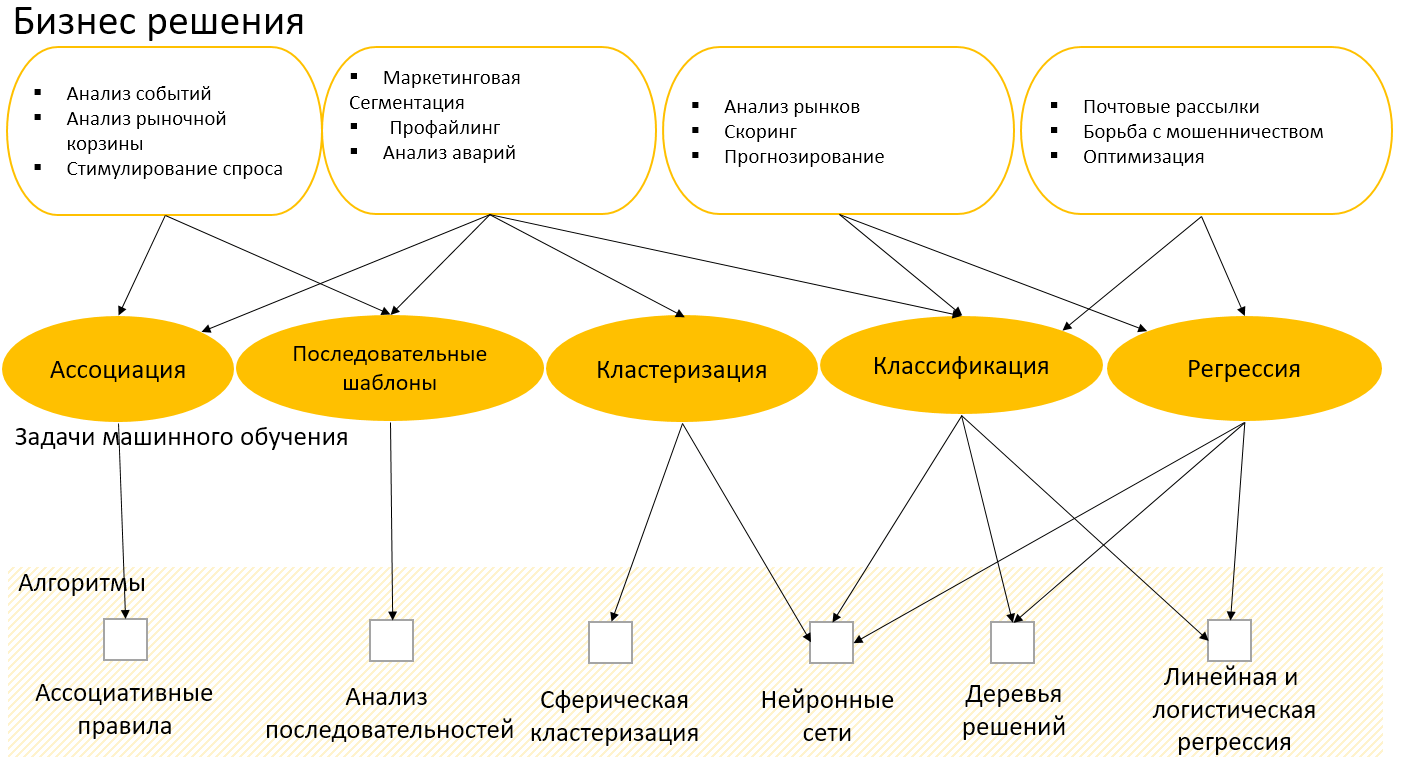 Бизнес решения
▪ Анализ событий
▪ Анализ рыночной
корзины
▪ Стимулирование спроса
▪ Маркетинговая
Сегментация
▪ Профайлинг
▪ Анализ аварий
▪ Анализ рынков
▪ Скоринг
▪ Прогнозирование
▪ Почтовые рассылки
▪ Борьба с мошенничеством
▪ Оптимизация
Ассоциация
Последовательные
шаблоны
Кластеризация
Классификация
Регрессия
Задачи машинного обучения
Алгоритмы
Ассоциативные
правила
Анализ
последовательностей
Сферическая
кластеризация
Нейронные
сети
Деревья
решений
Линейная и
логистическая
регрессия